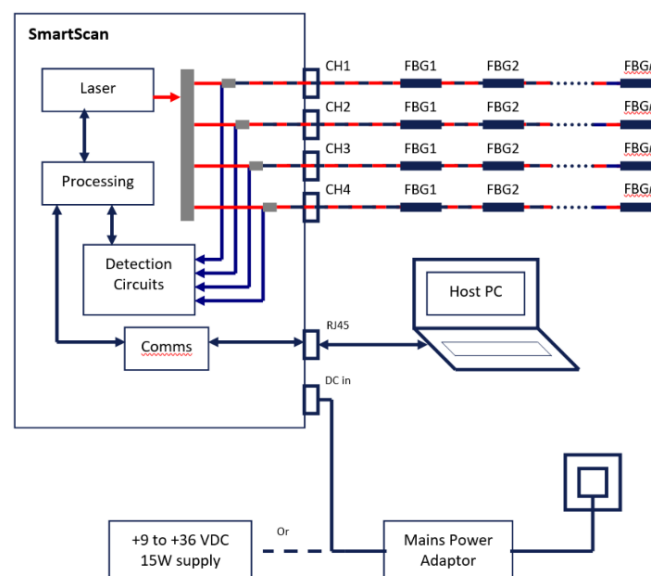 SmartScan
CH1 FBG1 FBG2
Laser
CH2 FBG1 FBG2
CH3 FBG1 FBG2
Processing
CH4 FBG1 FBG2
Detection
Circuits
Host PC
RJ45
Comms
DC in
+9 to +36 VDC
15W supply
Or
Mains Power
Adaptor